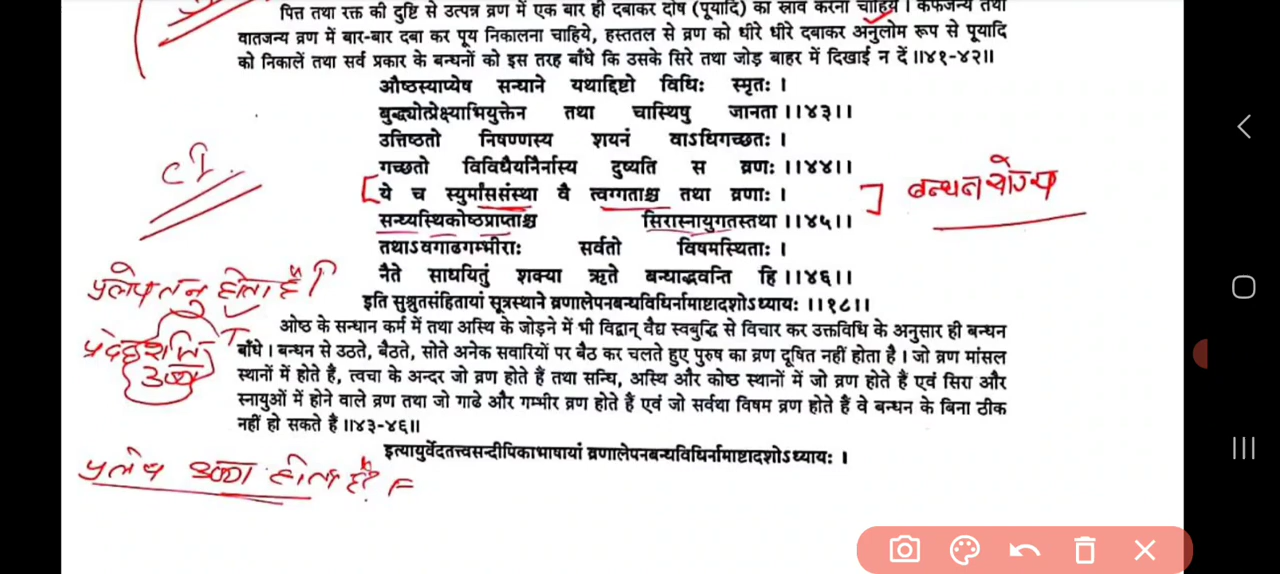 पित्त तथा रक्त की दुष्टि से उत्पन्न व्रण में एक बार ही दबाकर दोष (पूयादि) का स्राव करना चाहिये। कफजन्य तथा
वातजन्य व्रण में बार-बार दबा कर पूय निकालना चाहिये, हस्ततल से व्रण को धीरे धीरे दबाकर अनुलोम रूप से पूयादि
को निकालें तथा सर्व प्रकार के बन्धनों को इस तरह बाँधे कि उसके सिरे तथा जोड़ बाहर में दिखाई न दें ॥४१-४२॥
औष्ठस्याप्येष सन्धाने यथोद्दिष्टो विधिः स्मृतः ।
बुद्ध्योत्प्रेक्ष्याभियुक्तेन तथा चास्थिषु जानता ।।४३।।
उत्तिष्ठतो निषण्णस्य शयनं वाऽधिगच्छतः ।
गच्छतो विविधैर्यानैर्नास्य दुष्यति स व्रणः ।।४४।।
[ ये च स्युर्मांससंस्था वै त्वग्गताश्च तथा व्रणाः । ] बन्धन योग्य
सन्ध्यस्थिकोष्ठप्राप्ताश्च सिरास्नायुगतस्तथा ।।४५।।
तथाऽवगाढगम्भीराः सर्वतो विषमस्थिताः ।
नैते साधयितुं शक्या ऋते बन्धाद्भवन्ति हि ।।४६।।
प्रलेप तनु होता है
इति सुश्रुतसंहितायां सूत्रस्थाने व्रणालेपनबन्धविधिर्नामाष्टादशोऽध्यायः ।।१८।।
ओष्ठ के सन्धान कर्म में तथा अस्थि के जोड़ने में भी विद्वान् वैद्य स्वबुद्धि से विचार कर उक्तविधि के अनुसार ही बन्धन
बाँधे। बन्धन से उठते, बैठते, सोते अनेक सवारियों पर बैठ कर चलते हुए पुरुष का व्रण दूषित नहीं होता है। जो व्रण मांसल
स्थानों में होते हैं, त्वचा के अन्दर जो व्रण होते हैं तथा सन्धि, अस्थि और कोष्ठ स्थानों में जो व्रण होते हैं एवं सिरा और
स्नायुओं में होने वाले व्रण तथा जो गाढे और गम्भीर व्रण होते हैं एवं जो सर्वथा विषम व्रण होते हैं वे बन्धन के बिना ठीक
नहीं हो सकते हैं ॥४३-४६॥
इत्यायुर्वेदतत्त्वसन्दीपिकाभाषायां व्रणालेपनबन्धविधिर्नामाष्टादशोऽध्यायः ।